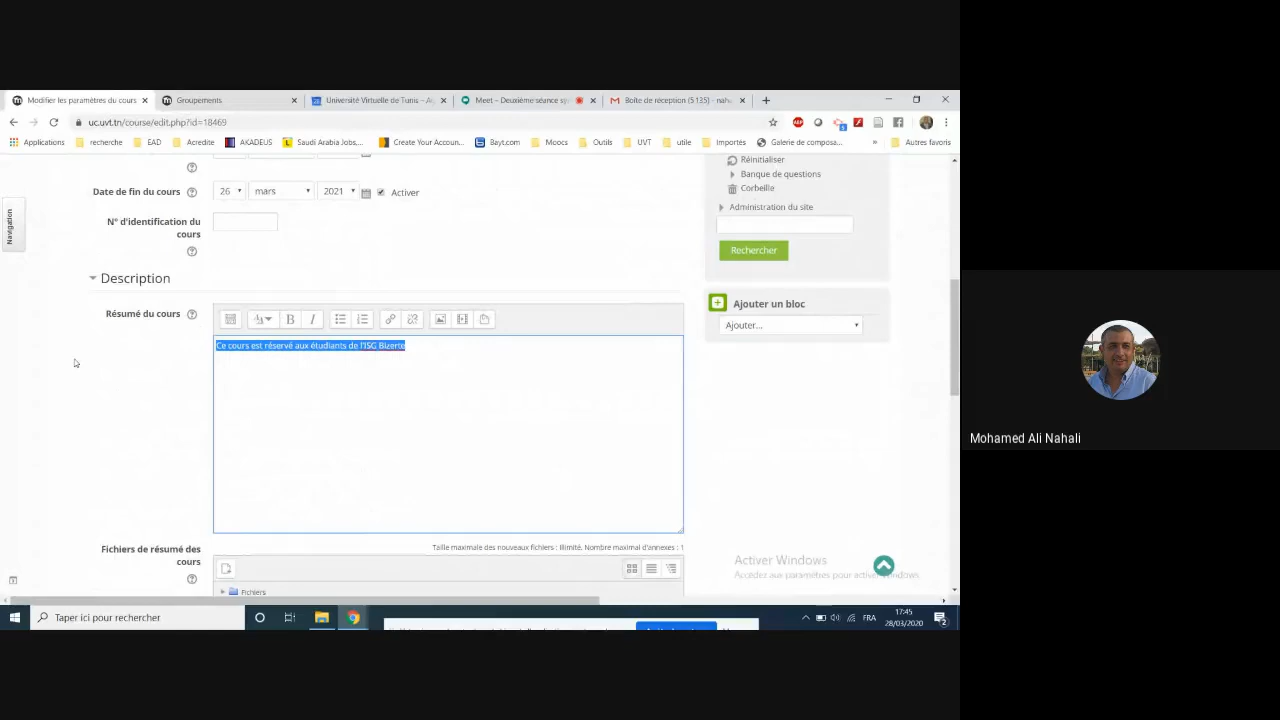 Modifier les paramètres du cours
Groupements
Université Virtuelle de Tunis – A
Meet – Deuxième séance sy
Boîte de réception (5 135) - nah
uc.uvt.tn/course/edit.php?id=18469
Applications
recherche
EAD
Acredite
AKADEUS
Saudi Arabia Jobs,...
Create Your Accoun...
Bayt.com
Moocs
Outils
UVT
utile
Importés
Galerie de composa...
»
Autres favoris
Réinitialiser
Banque de questions
Corbeille
Administration du site
Rechercher
Ajouter un bloc
Ajouter...
Navigation
Date de fin du cours
26
mars
2021
Activer
N° d'identification du
cours
Description
Résumé du cours
B
I
Ce cours est réservé aux étudiants de l'ISG Bizerte
Fichiers de résumé des
cours
Taille maximale des nouveaux fichiers : Illimité, Nombre maximal d'annexes : 1
Fichiers
Activer Windows
Accédez aux paramètres pour activer Windows.
Taper ici pour rechercher
FRA
17:45
28/03/2020
2
Mohamed Ali Nahali